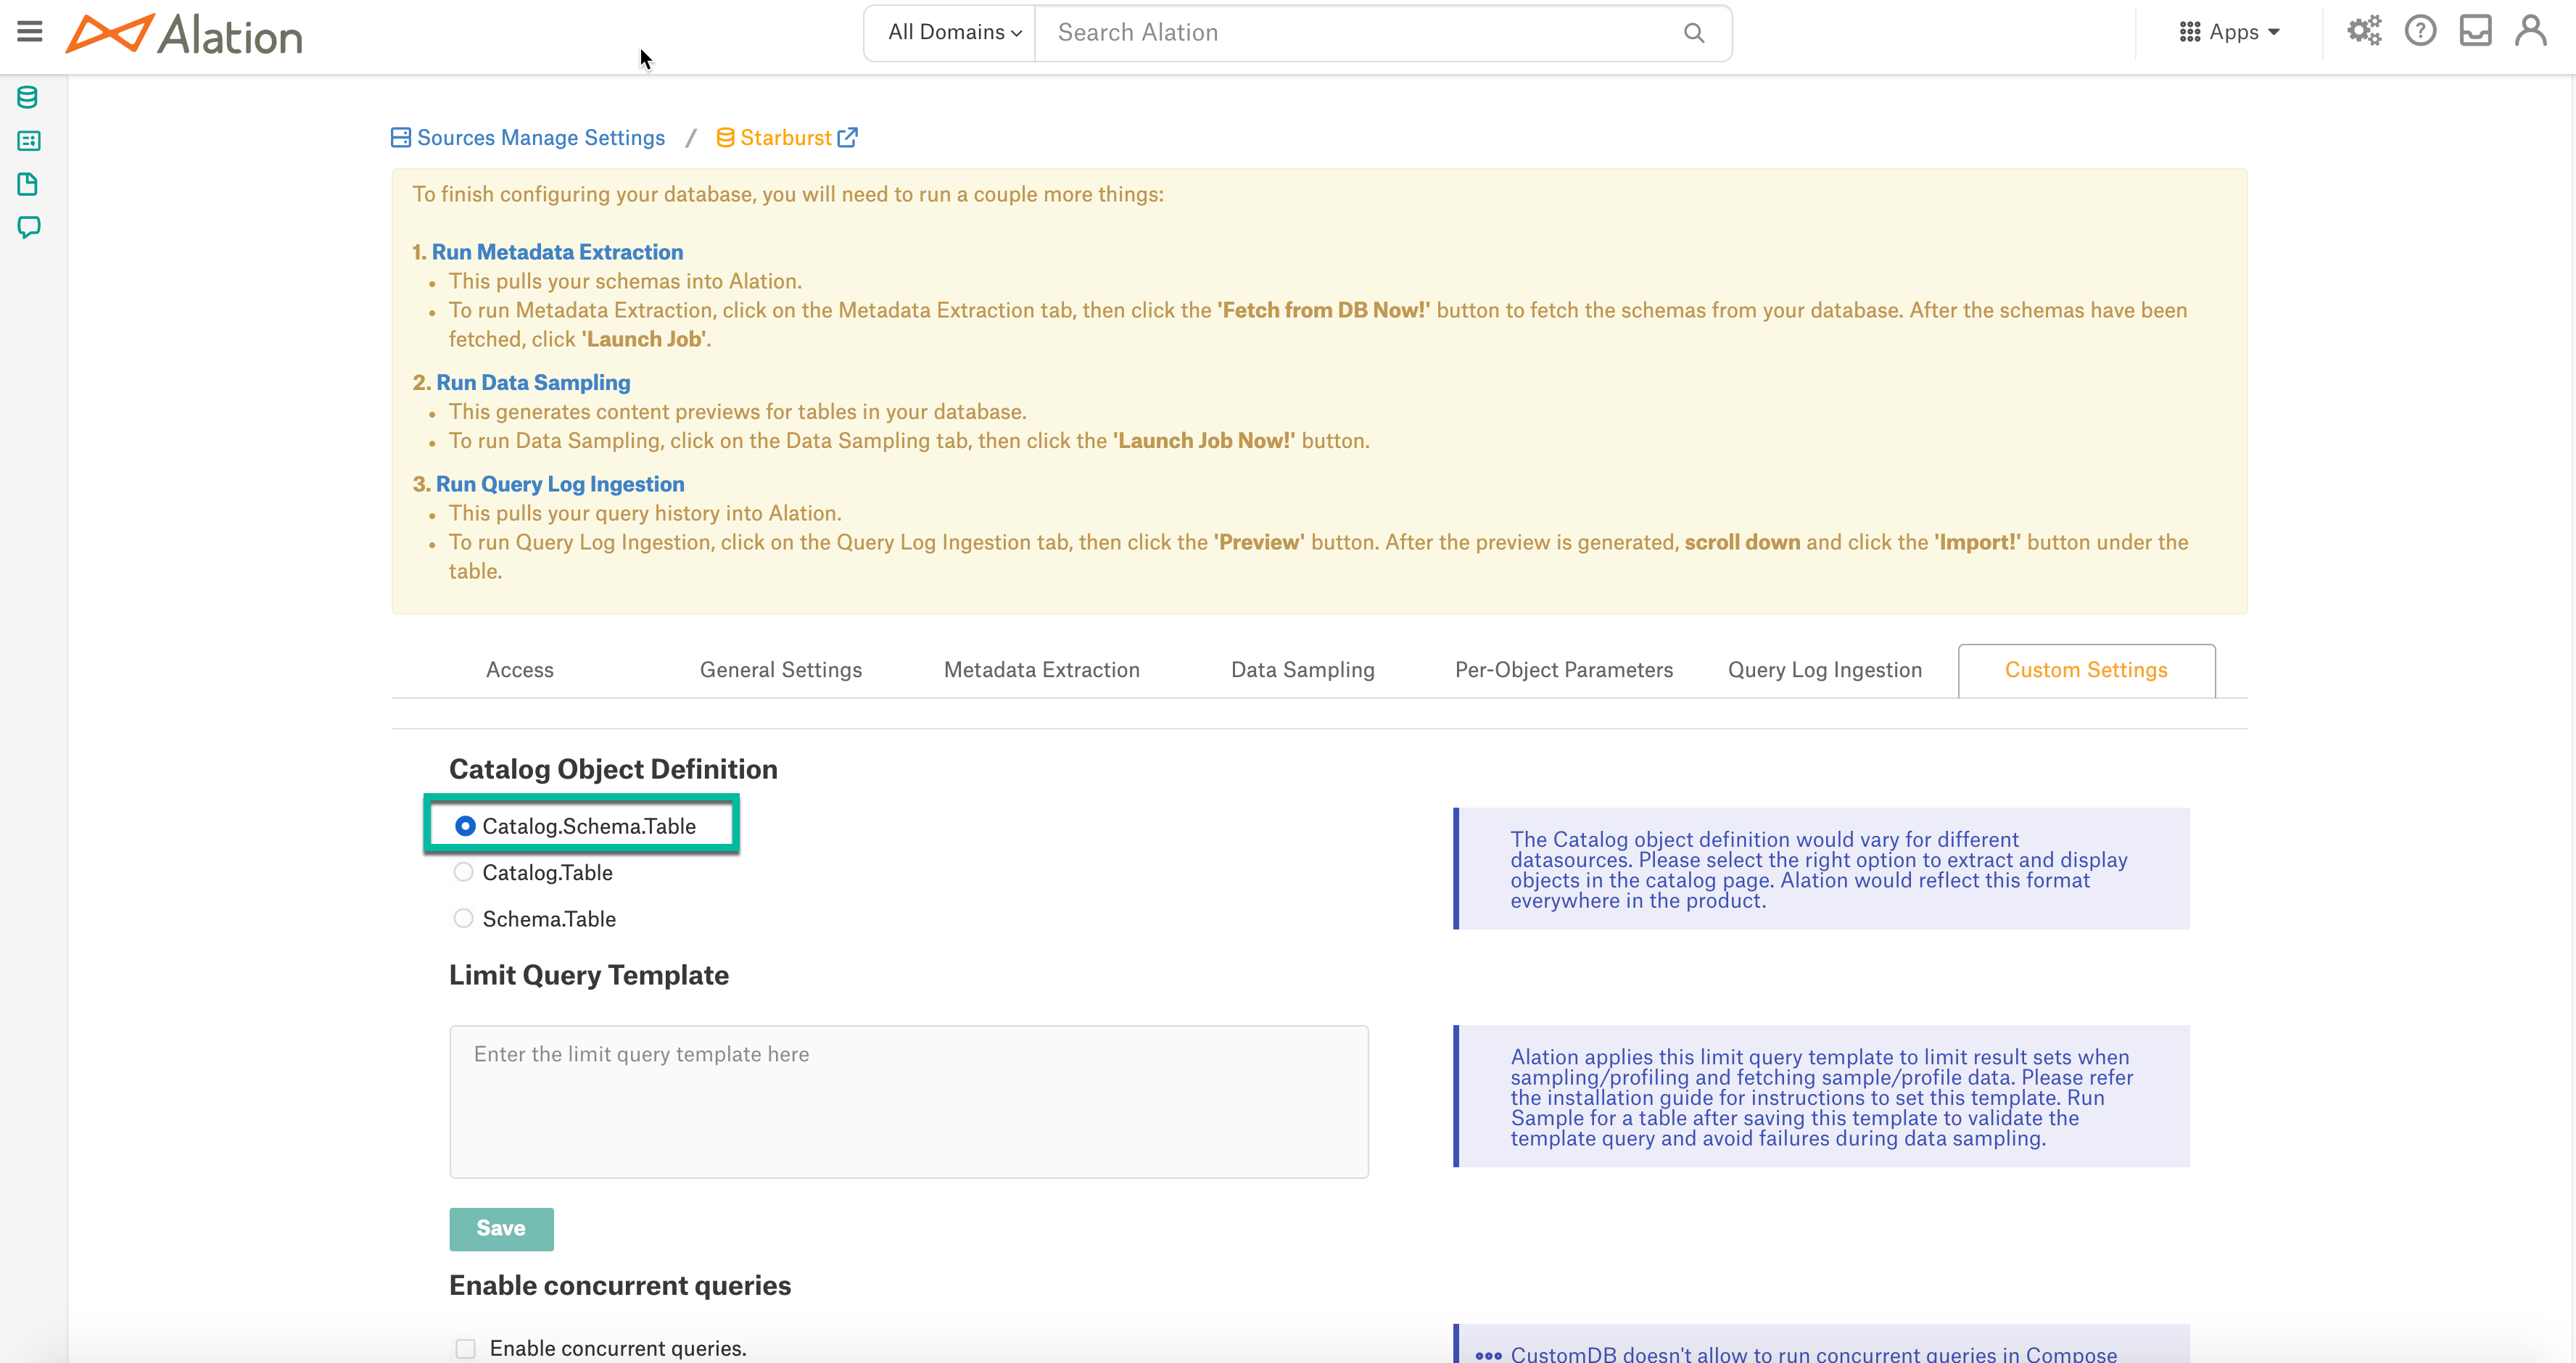 Alation
All Domains
Search Alation
Apps
Sources Manage Settings / Starburst
To finish configuring your database, you will need to run a couple more things:
1. Run Metadata Extraction
• This pulls your schemas into Alation.
• To run Metadata Extraction, click on the Metadata Extraction tab, then click the 'Fetch from DB Now!' button to fetch the schemas from your database. After the schemas have been
fetched, click 'Launch Job'.
2. Run Data Sampling
• This generates content previews for tables in your database.
• To run Data Sampling, click on the Data Sampling tab, then click the 'Launch Job Now!' button.
3. Run Query Log Ingestion
• This pulls your query history into Alation.
• To run Query Log Ingestion, click on the Query Log Ingestion tab, then click the 'Preview' button. After the preview is generated, scroll down and click the 'Import!' button under the
table.
Access
General Settings
Metadata Extraction
Data Sampling
Per-Object Parameters
Query Log Ingestion
Custom Settings
Catalog Object Definition
Catalog.Schema.Table
Catalog.Table
Schema.Table
The Catalog object definition would vary for different
datasources. Please select the right option to extract and display
objects in the catalog page. Alation would reflect this format
everywhere in the product.
Limit Query Template
Enter the limit query template here
Alation applies this limit query template to limit result sets when
sampling/profiling and fetching sample/profile data. Please refer
the installation guide for instructions to set this template. Run
Sample for a table after saving this template to validate the
template query and avoid failures during data sampling.
Save
Enable concurrent queries
Enable concurrent queries.
CustomDB doesn't allow to run concurrent queries in Compose